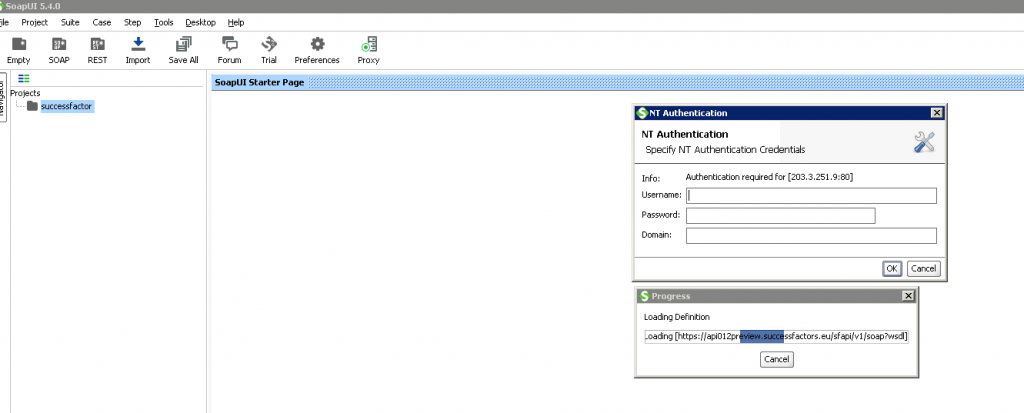 SoapUI 5.4.0
ile Project Suite Case Step Tools Desktop Help
Empty SOAP REST Import Save All Forum Trial Preferences Proxy
Navigator
Projects
successfactor
SoapUI Starter Page
NT Authentication
NT Authentication
Specify NT Authentication Credentials
Info: Authentication required for [203.3.251.9:80]
Username:
Password:
Domain:
OK Cancel
Progress
Loading Definition
Loading [https://api012preview.successfactors.eu/sfapi/v1/soap?wsdl]
Cancel